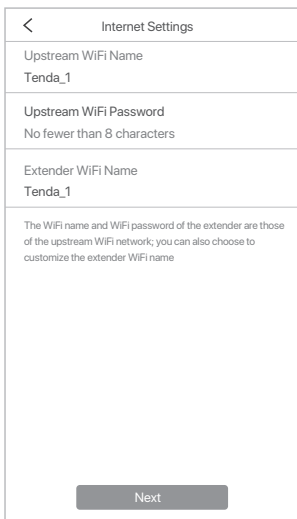 Internet Settings
Upstream WiFi Name
Tenda_1
Upstream WiFi Password
No fewer than 8 characters
Extender WiFi Name
Tenda_1
The WiFi name and WiFi password of the extender are those
of the upstream WiFi network; you can also choose to
customize the extender WiFi name
Next